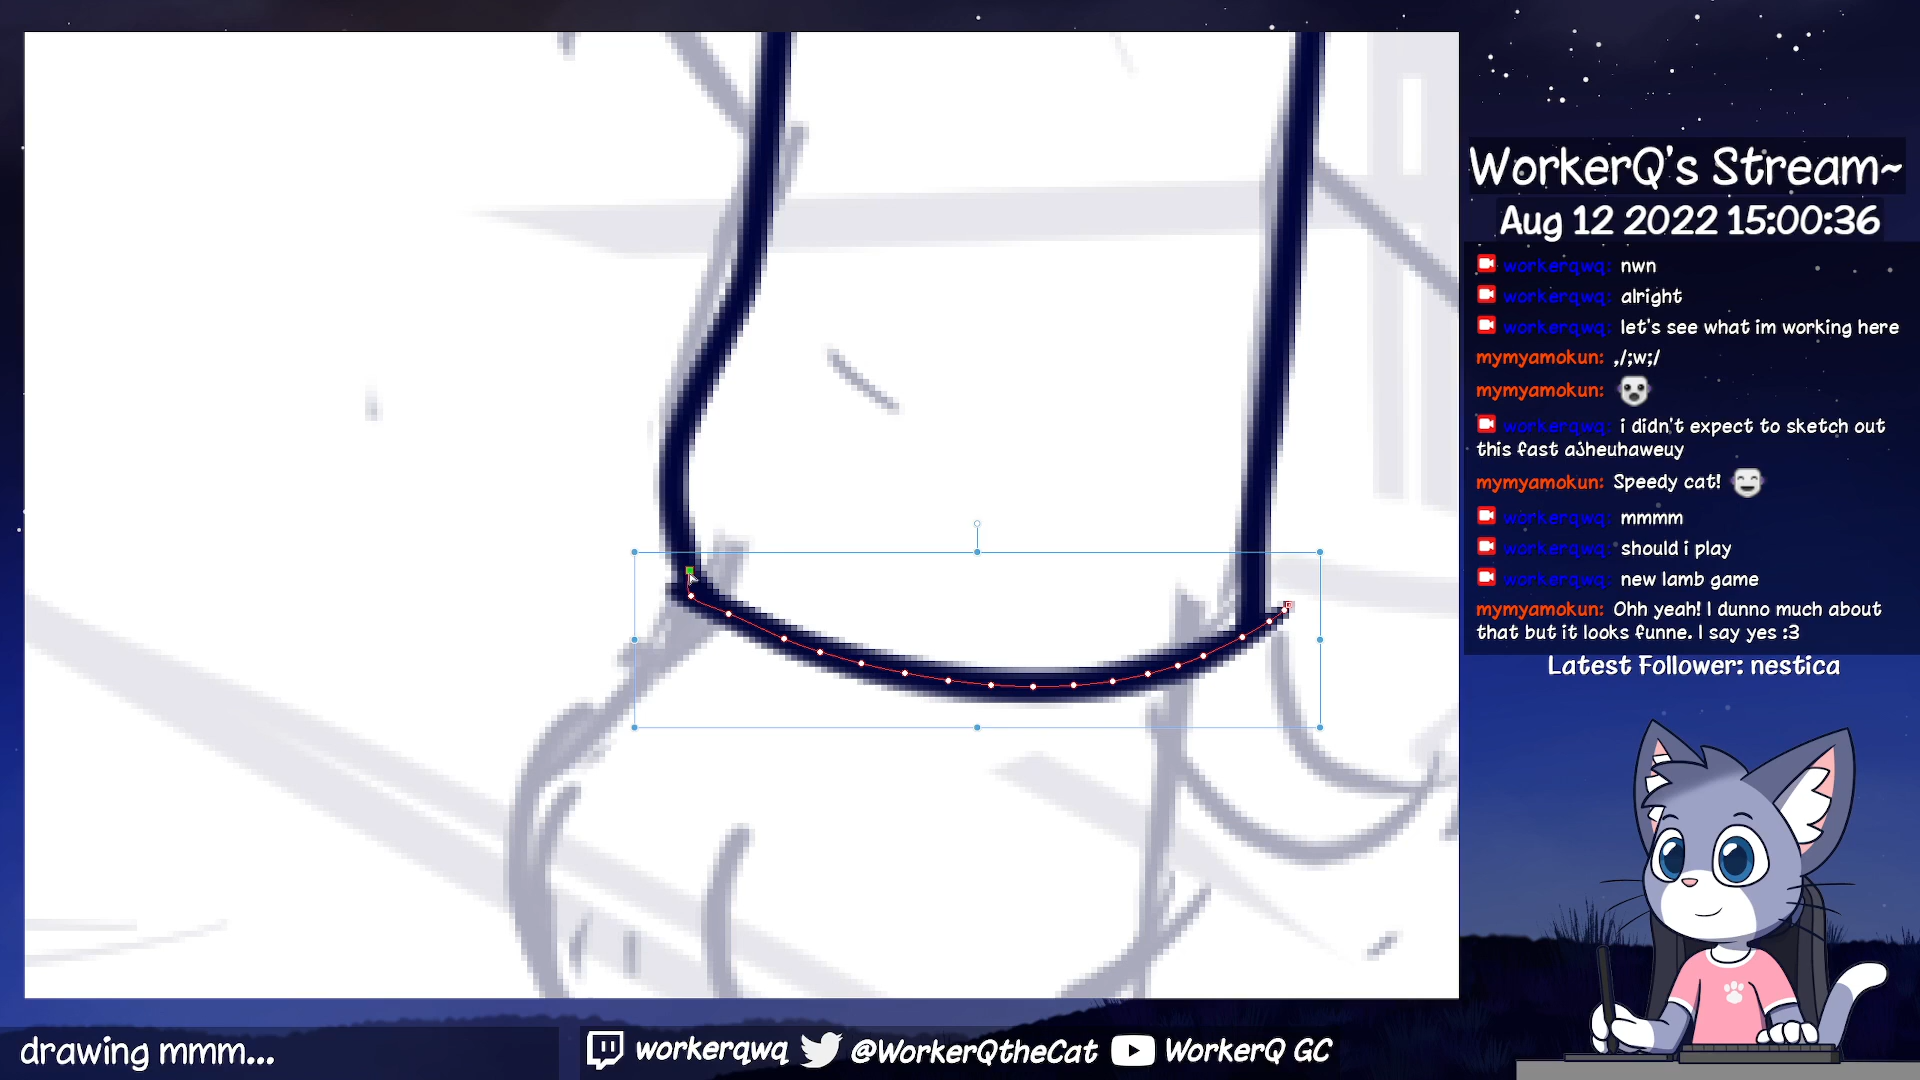 WorkerQ's Stream~
Aug 12 2022 15:00:36
workerqwq: nwn
workerqwq: alright
workerqwq: let's see what im working here
mymyamokun: ,/;w;/
mymyamokun:
workerqwq: i didn't expect to sketch out
this fast ajheuhaweuy
mymyamokun: Speedy cat!
workerqwq: mmmm
workerqwq: should i play
workerqwq: new lamb game
mymyamokun: Ohh yeah! I dunno much about
that but it looks funne. I say yes :3
Latest Follower: nestica
drawing mmm...
workerqwq @WorkerQtheCat WorkerQ GC